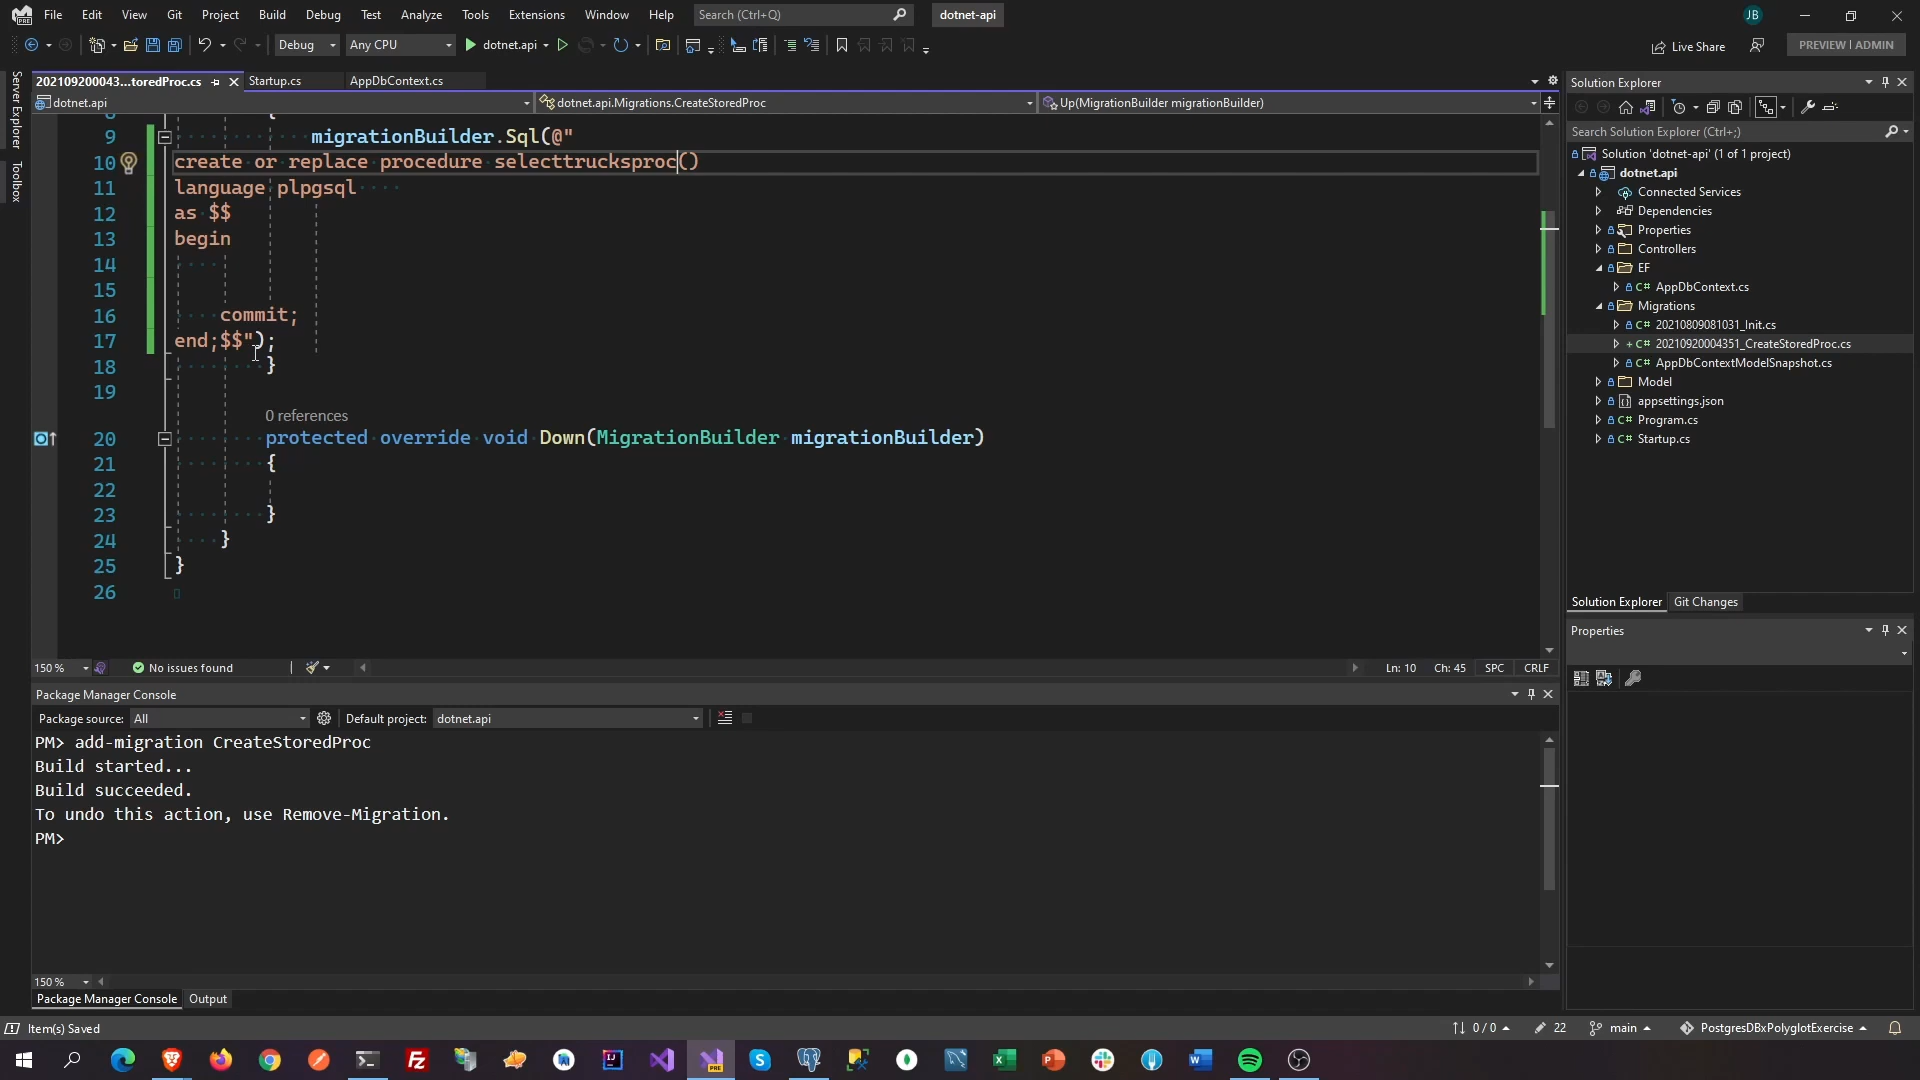 File Edit View Git Project Build Debug Test Analyze Tools Extensions Window Help Search (Ctrl+Q) dotnet-api JB
Debug Any CPU dotnet.api Live Share PREVIEW | ADMIN
Server Explorer
Toolbox
202109200043...toredProc.cs Startup.cs AppDbContext.cs
dotnet.api dotnet.api.Migrations.CreateStoredProc Up(MigrationBuilder migrationBuilder)
8 {
9 migrationBuilder.Sql(@"
10 create or replace procedure selecttrucksproc()
11 language plpgsql
12 as $$
13 begin
14
15
16 commit;
17 end;$$");
18 }
19
0 references
20 protected override void Down(MigrationBuilder migrationBuilder)
21 {
22
23 }
24 }
25 }
26
150 % No issues found Ln: 10 Ch: 45 SPC CRLF
Package Manager Console
Package source: All Default project: dotnet.api
PM> add-migration CreateStoredProc
Build started...
Build succeeded.
To undo this action, use Remove-Migration.
PM>
150 %
Package Manager Console Output
Solution Explorer
Search Solution Explorer (Ctrl+;)
Solution 'dotnet-api' (1 of 1 project)
dotnet.api
Connected Services
Dependencies
Properties
Controllers
EF
C# AppDbContext.cs
Migrations
C# 20210809081031_Init.cs
+ C# 20210920004351_CreateStoredProc.cs
C# AppDbContextModelSnapshot.cs
Model
appsettings.json
C# Program.cs
C# Startup.cs
Solution Explorer Git Changes
Properties
Item(s) Saved 0 / 0 22 main PostgresDBxPolyglotExercise